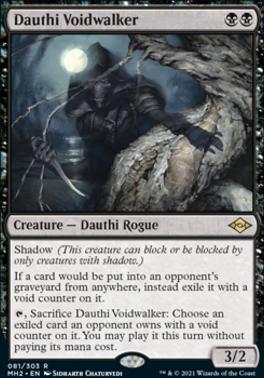 Dauthi Voidwalker
Creature — Dauthi Rogue
Shadow (This creature can block or be blocked
by only creatures with shadow.)
If a card would be put into an opponent's
graveyard from anywhere, instead exile it with a
void counter on it.
, Sacrifice Dauthi Voidwalker: Choose an
exiled card an opponent owns with a void
counter on it. You may play it this turn without
paying its mana cost.
3/2
081/303 R
MH2 • EN Sidharth Chaturvedi
™ & © 2021 Wizards of the Coast